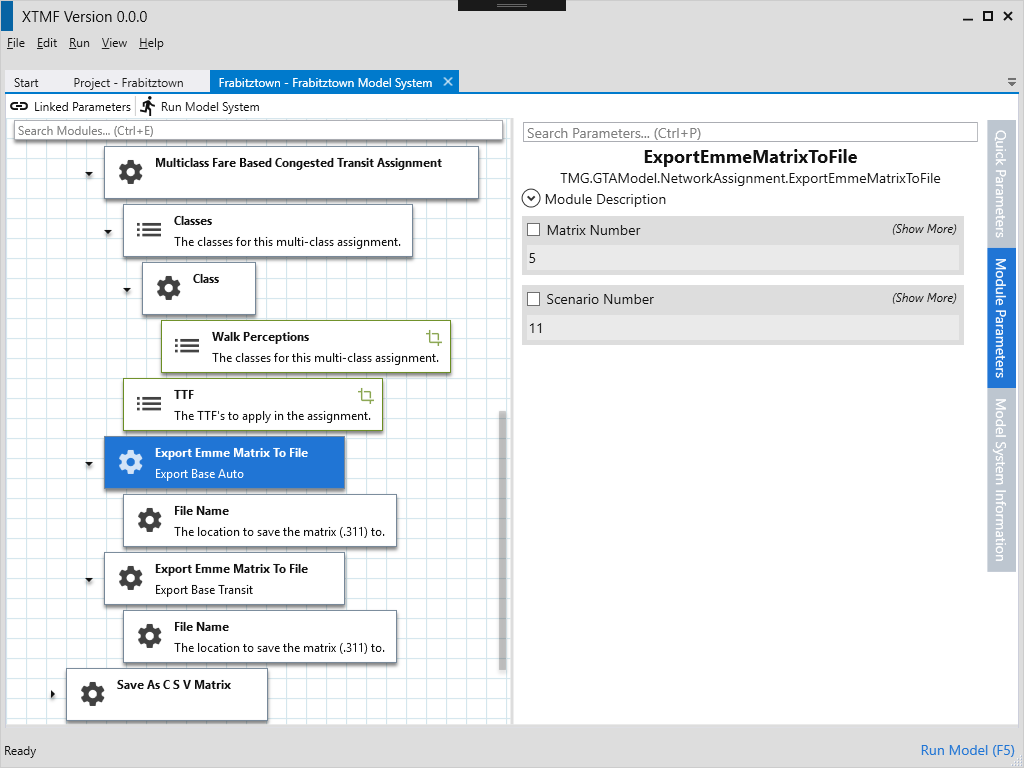 XTMF Version 0.0.0
File Edit Run View Help
Start Project - Frabitztown Frabitztown - Frabitztown Model System
Linked Parameters Run Model System
Search Modules... (Ctrl+E)
Multiclass Fare Based Congested Transit Assignment
Classes
The classes for this multi-class assignment.
Class
Walk Perceptions
The classes for this multi-class assignment.
TTF
The TTF's to apply in the assignment.
Export Emme Matrix To File
Export Base Auto
File Name
The location to save the matrix (.311) to.
Export Emme Matrix To File
Export Base Transit
File Name
The location to save the matrix (.311) to.
Save As C S V Matrix
Search Parameters... (Ctrl+P)
ExportEmmeMatrixToFile
TMG.GTAModel.NetworkAssignment.ExportEmmeMatrixToFile
Module Description
Matrix Number (Show More)
5
Scenario Number (Show More)
11
Quick Parameters
Module Parameters
Model System Information
Ready Run Model (F5)